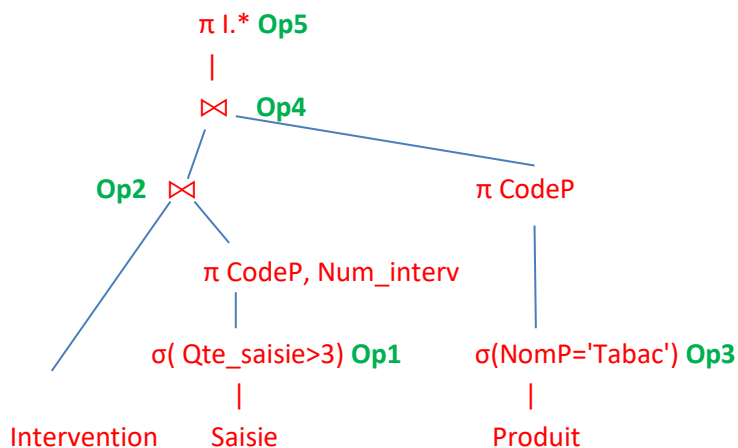 π I.* Op5
|
⋈ Op4
Op2 ⋈
π CodeP
π CodeP, Num_interv
σ( Qte_saisie>3) Op1 σ(NomP='Tabac') Op3
| |
Intervention Saisie Produit